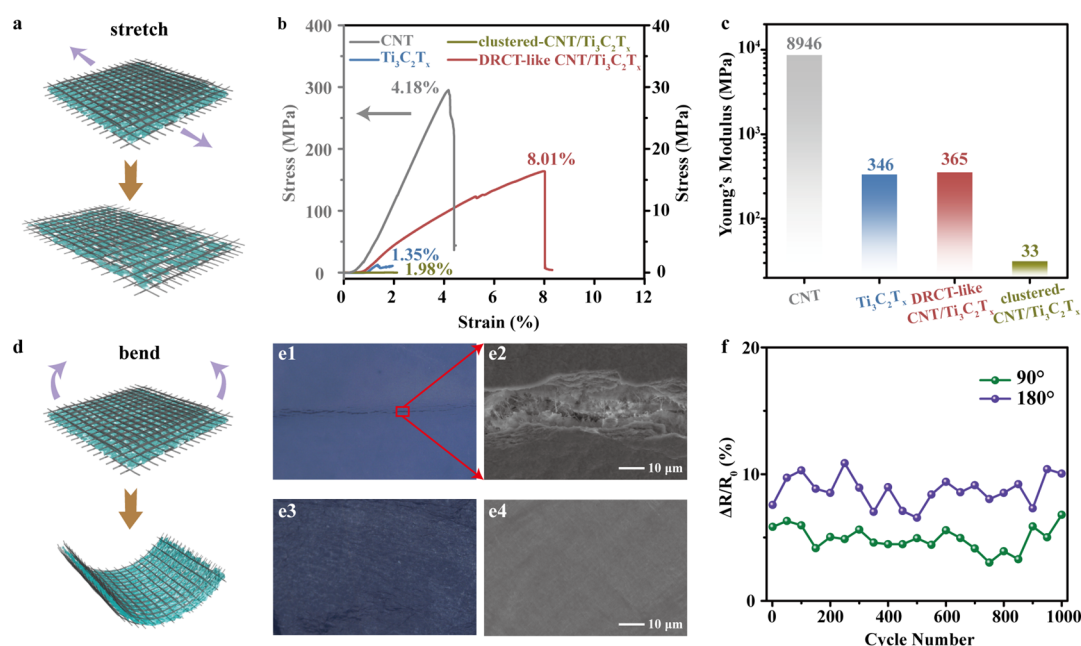 a
stretch
b
CNT
Ti₃C₂Tₓ
clustered-CNT/Ti₃C₂Tₓ
DRCT-like CNT/Ti₃C₂Tₓ
4.18%
8.01%
1.35%
1.98%
Stress (MPa)
400
300
200
100
0
Stress (MPa)
40
30
20
10
0
0 2 4 6 8 10 12
Strain (%)
c
Young's Modulus (MPa)
10⁴
10³
10²
8946
346
365
33
CNT
Ti₃C₂Tₓ
DRCT-like
CNT/Ti₃C₂Tₓ
clustered-
CNT/Ti₃C₂Tₓ
d
bend
e1
e2
10 μm
e3
e4
10 μm
f
90°
180°
ΔR/R₀ (%)
20
10
0
0 200 400 600 800 1000
Cycle Number